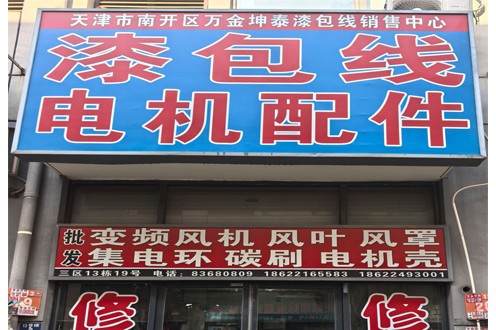 天津市南开区万金坤泰漆包线销售中心
漆包线
电机配件
批发
变频风机 风叶 风罩
集电环 碳刷 电机壳
三区13栋19号 电话：83680809 18622165583 18622493001
修 修